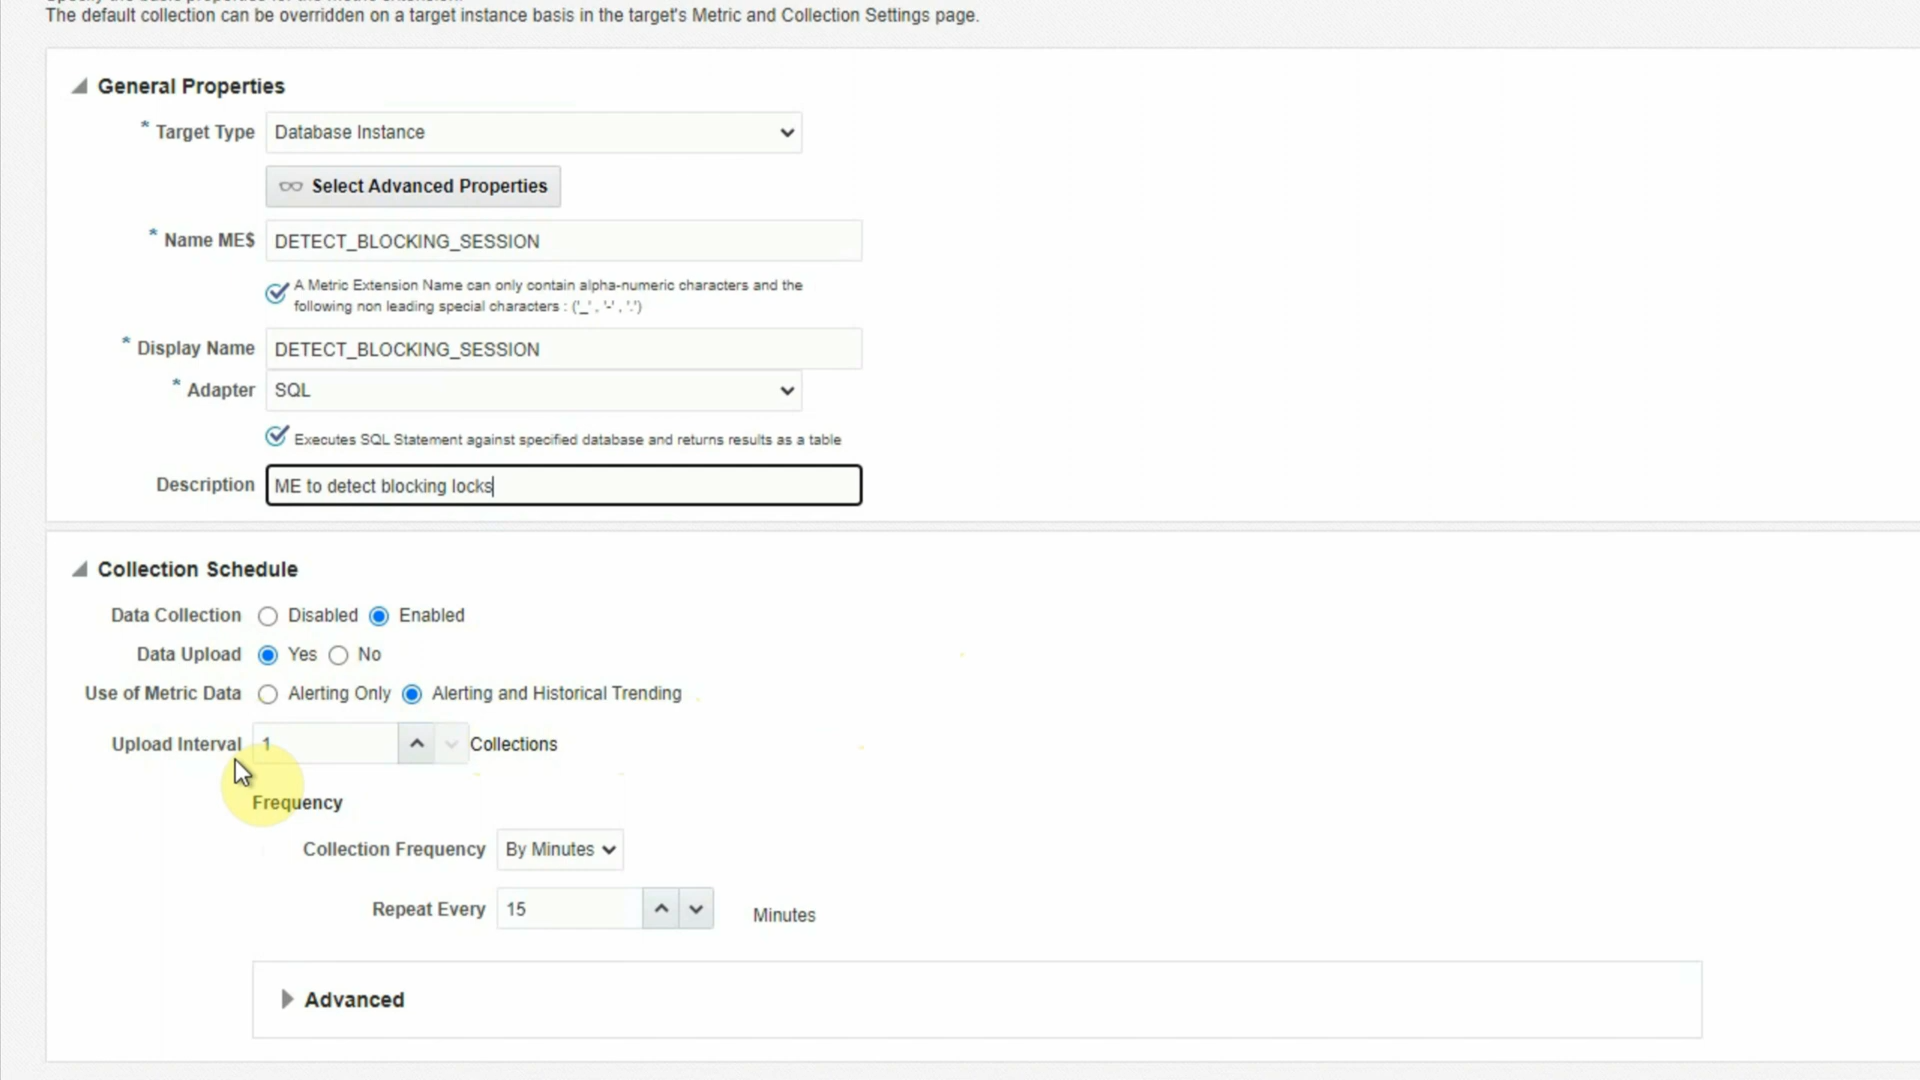 The default collection can be overridden on a target instance basis in the target's Metric and Collection Settings page.
General Properties
* Target Type Database Instance
Select Advanced Properties
* Name ME$ DETECT_BLOCKING_SESSION
A Metric Extension Name can only contain alpha-numeric characters and the
following non leading special characters : ('_' , '-' , '.')
* Display Name DETECT_BLOCKING_SESSION
* Adapter SQL
Executes SQL Statement against specified database and returns results as a table
Description ME to detect blocking locks
Collection Schedule
Data Collection Disabled Enabled
Data Upload Yes No
Use of Metric Data Alerting Only Alerting and Historical Trending
Upload Interval 1 Collections
Frequency
Collection Frequency By Minutes
Repeat Every 15 Minutes
Advanced